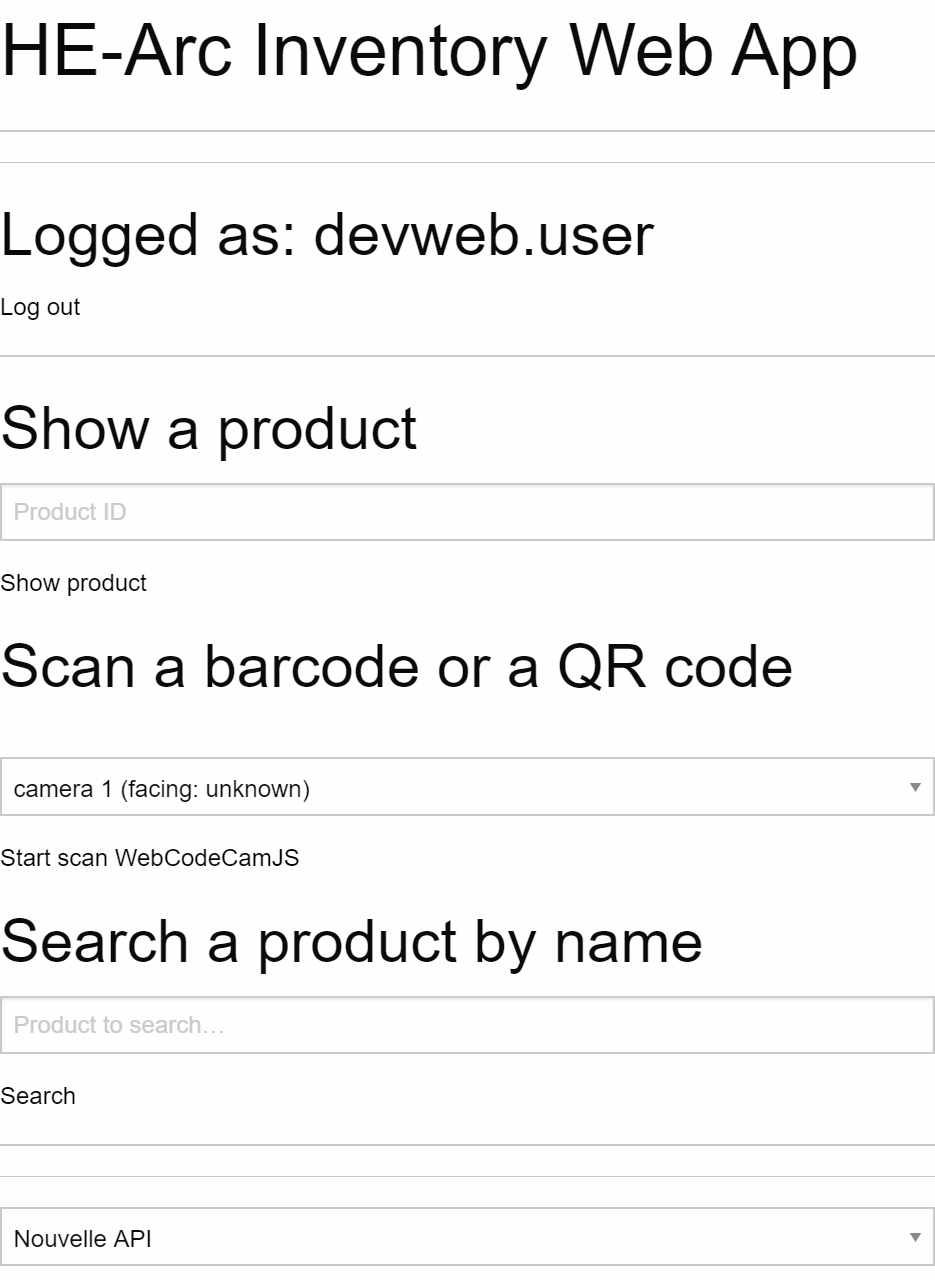 HE-Arc Inventory Web App
Logged as: devweb.user
Log out
Show a product
Product ID
Show product
Scan a barcode or a QR code
camera 1 (facing: unknown)
Start scan WebCodeCamJS
Search a product by name
Product to search…
Search
Nouvelle API